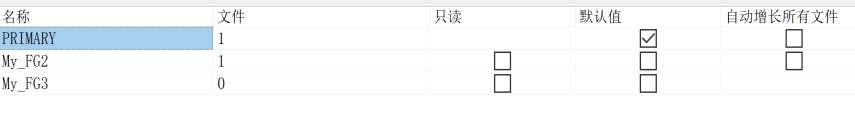 名称 文件 只读 默认值 自动增长所有文件
PRIMARY 1
My_FG2 1
My_FG3 0